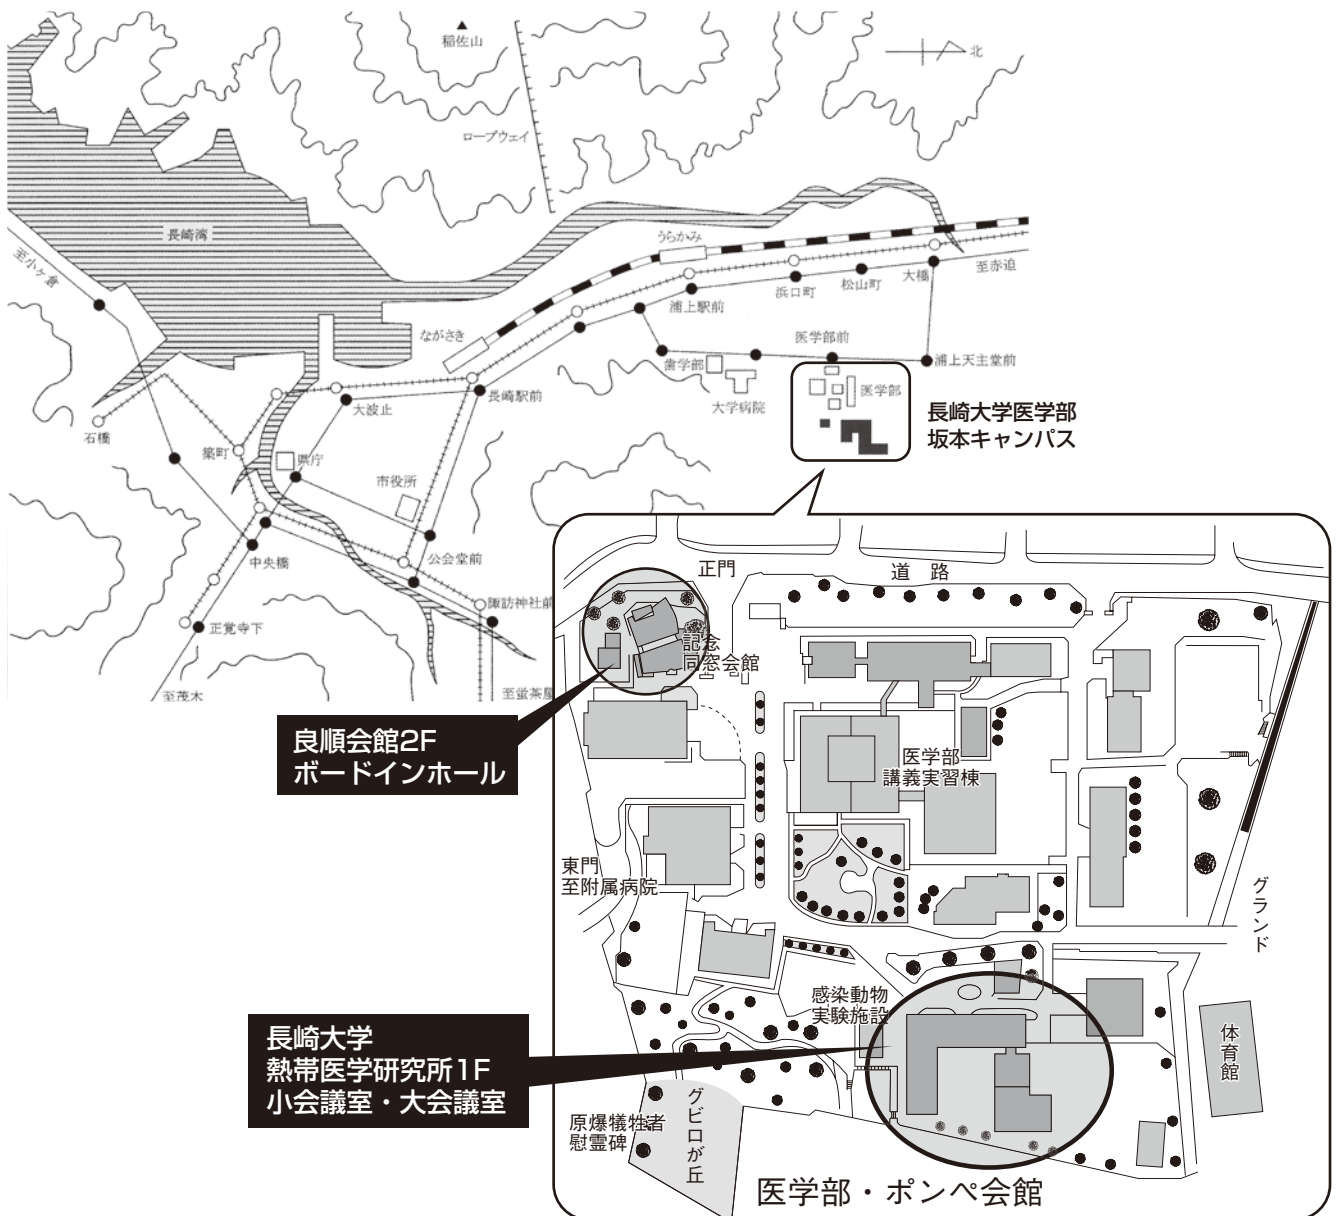 稲佐山
北
ロープウェイ
長崎湾
至小ヶ倉
うらかみ
至赤迫
大橋
松山町
浜口町
浦上駅前
ながさき
医学部前
歯学部
浦上天主堂前
大学病院
医学部
長崎大学医学部
坂本キャンパス
長崎駅前
大波止
石橋
築町
県庁
市役所
中央橋
公会堂前
諏訪神社前
正覚寺下
至茂木
至蛍茶屋
正門
道 路
記念
同窓会館
良順会館2F
ボードインホール
医学部
講義実習棟
東門
至附属病院
グランド
感染動物
実験施設
長崎大学
熱帯医学研究所1F
小会議室・大会議室
体育館
グビロが丘
原爆犠牲者
慰霊碑
医学部・ポンペ会館